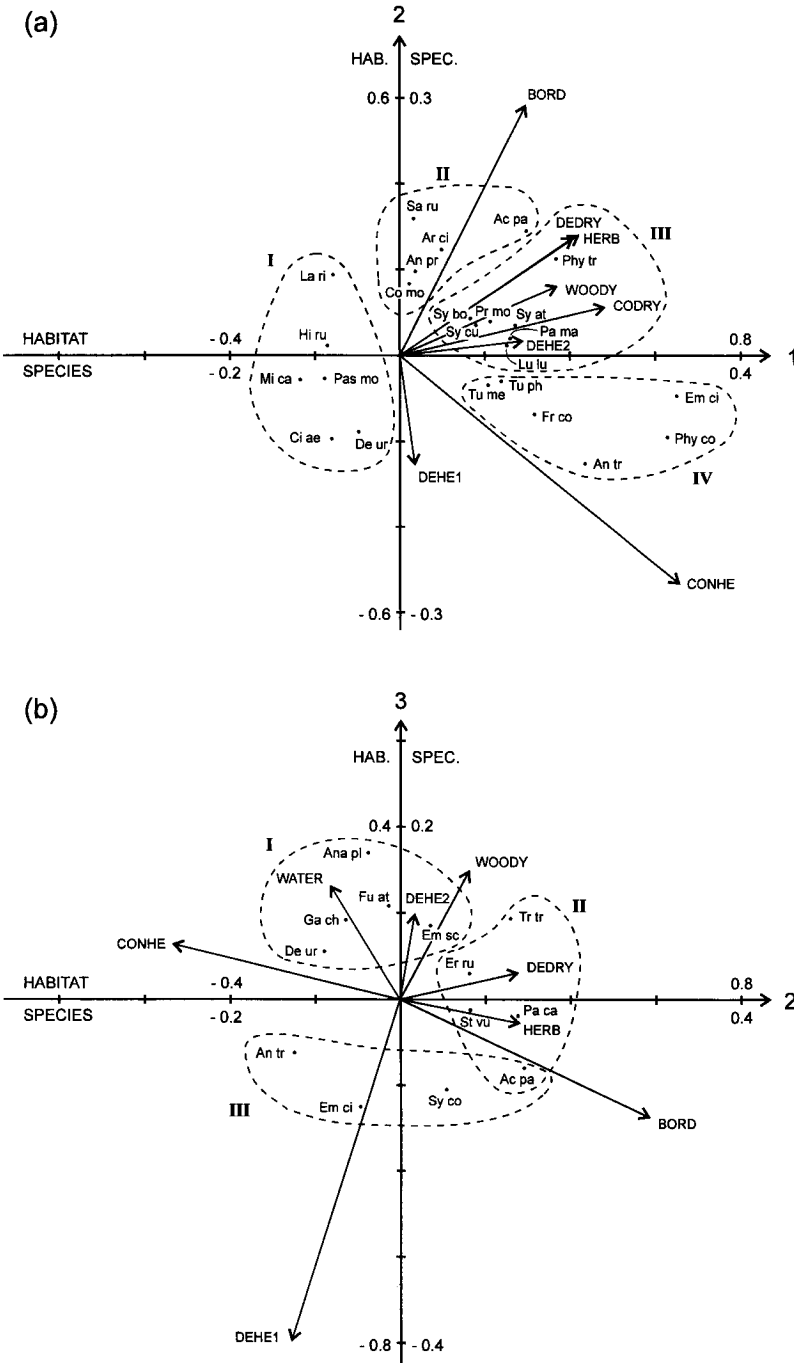 (a)
2
HAB. SPEC.
0.6 0.3
BORD
II
Sa ru
Ac pa
DEDRY
III
Ar ci
HERB
I
An pr
Phy tr
La ri
Co mo
WOODY
Sy bo
Pr mo
Sy at
CODRY
HABITAT
- 0.4
Hi ru
Sy cu
Pa ma
DEHE2
0.8
1
SPECIES
- 0.2
Lu lu
0.4
Mi ca
Pas mo
Tu me
Tu ph
Em ci
Fr co
Ci ae
De ur
Phy co
An tr
IV
DEHE1
CONHE
- 0.6 - 0.3
(b)
3
HAB. SPEC.
0.4 0.2
I
Ana pl
WOODY
WATER
Fu at
DEHE2
II
Ga ch
Tr tr
Em sc
CONHE
De ur
Er ru
DEDRY
HABITAT
- 0.4
0.8
2
SPECIES
- 0.2
0.4
St vu
Pa ca
HERB
An tr
Ac pa
III
Em ci
Sy co
BORD
DEHE1
- 0.8 - 0.4